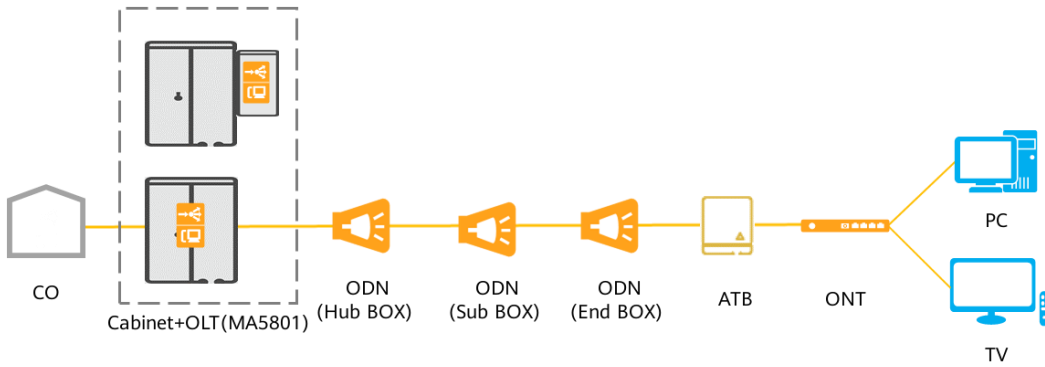 CO
Cabinet+OLT(MA5801)
ODN
(Hub BOX)
ODN
(Sub BOX)
ODN
(End BOX)
ATB
ONT
PC
TV